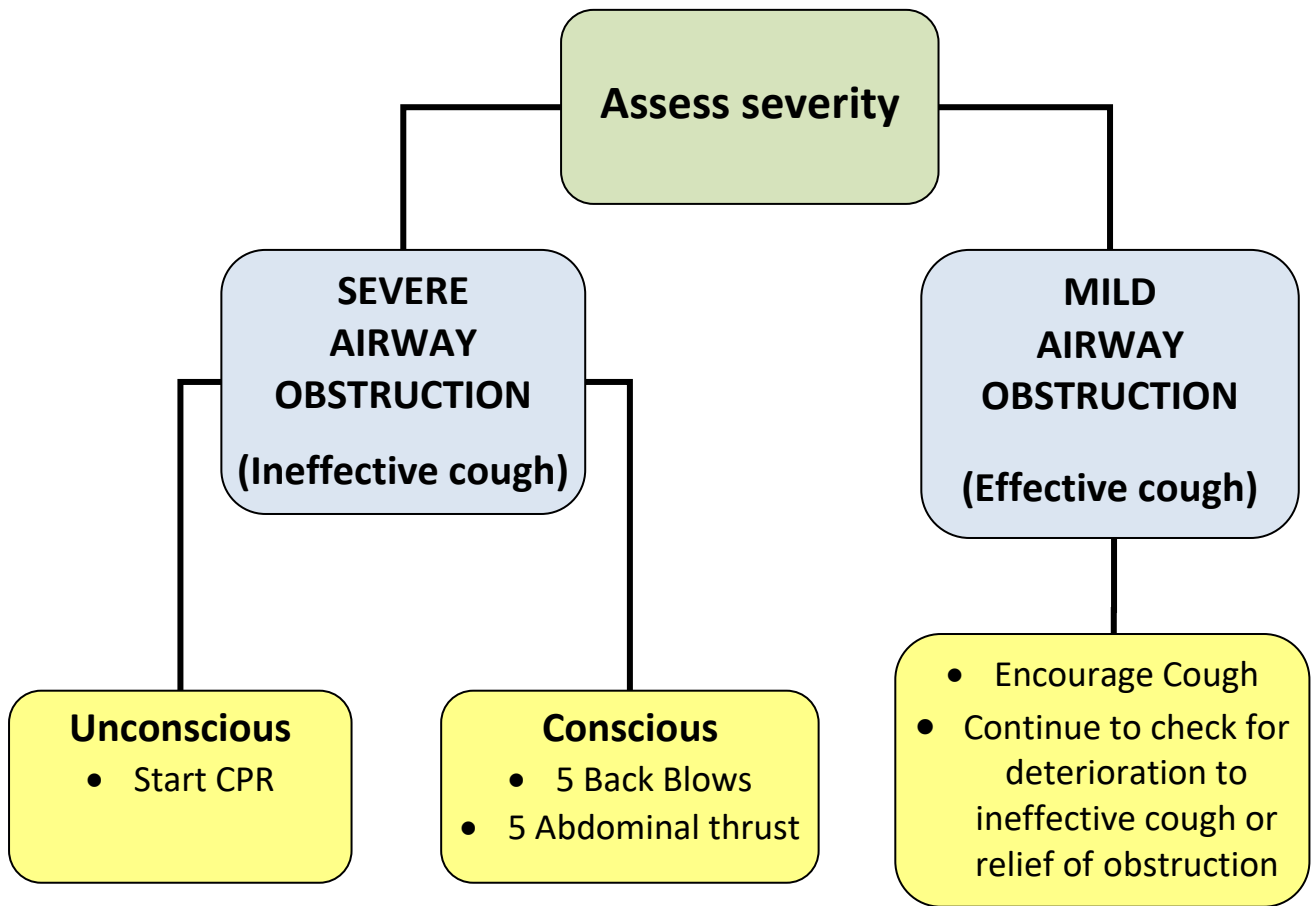 Assess severity
SEVERE
AIRWAY
OBSTRUCTION
(Ineffective cough)
MILD
AIRWAY
OBSTRUCTION
(Effective cough)
Unconscious
• Start CPR
Conscious
• 5 Back Blows
• 5 Abdominal thrust
• Encourage Cough
• Continue to check for
deterioration to
ineffective cough or
relief of obstruction